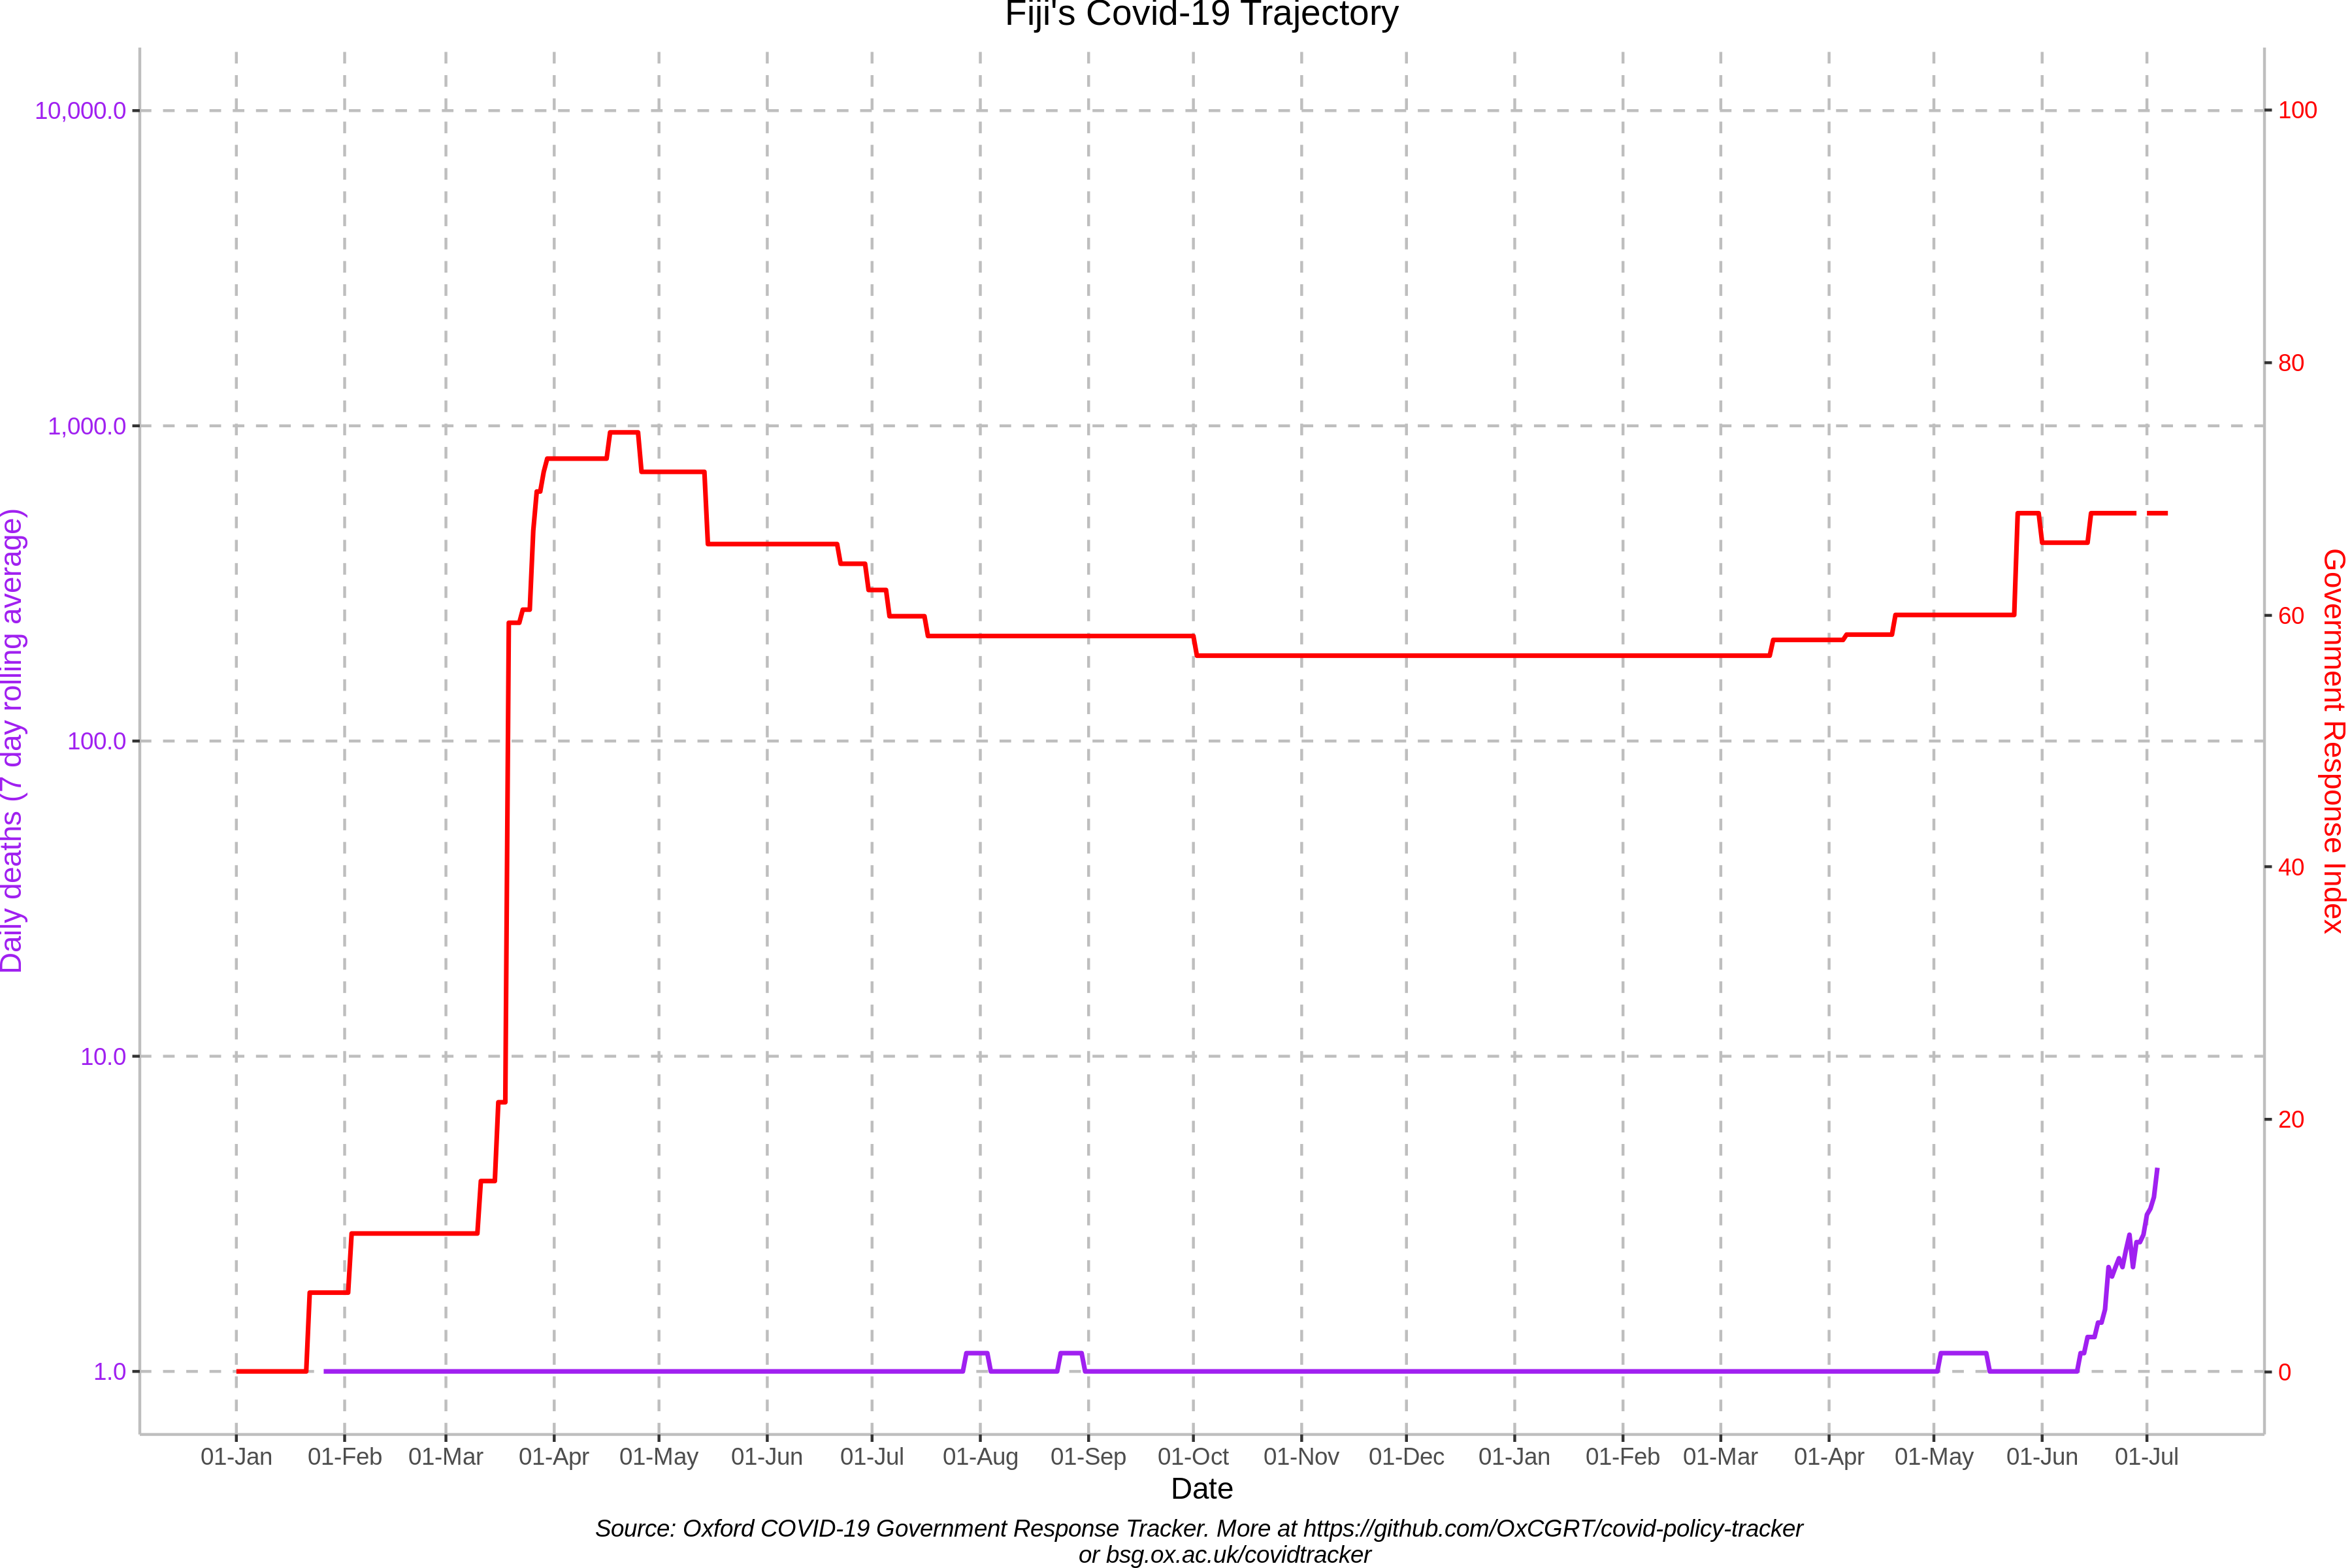 Fiji's Covid-19 Trajectory
10,000.0
1,000.0
100.0
10.0
1.0
Daily deaths (7 day rolling average)
100
80
60
40
20
0
Government Response Index
01-Jan 01-Feb 01-Mar 01-Apr 01-May 01-Jun 01-Jul 01-Aug 01-Sep 01-Oct 01-Nov 01-Dec 01-Jan 01-Feb 01-Mar 01-Apr 01-May 01-Jun 01-Jul
Date
Source: Oxford COVID-19 Government Response Tracker. More at https://github.com/OxCGRT/covid-policy-tracker
or bsg.ox.ac.uk/covidtracker